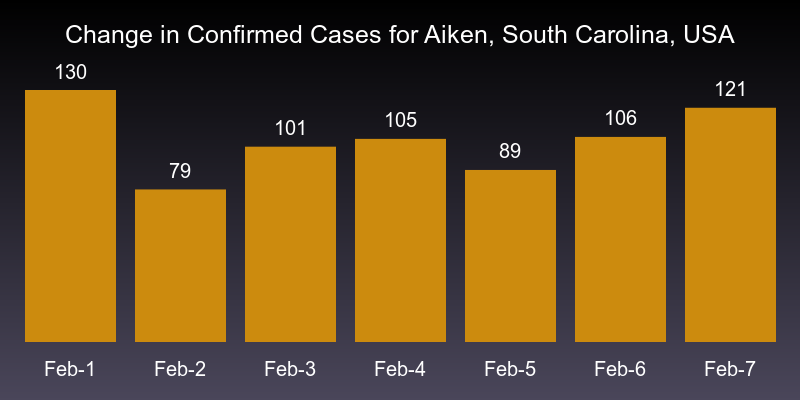 Change in Confirmed Cases for Aiken, South Carolina, USA
130
79
101
105
89
106
121
Feb-1
Feb-2
Feb-3
Feb-4
Feb-5
Feb-6
Feb-7